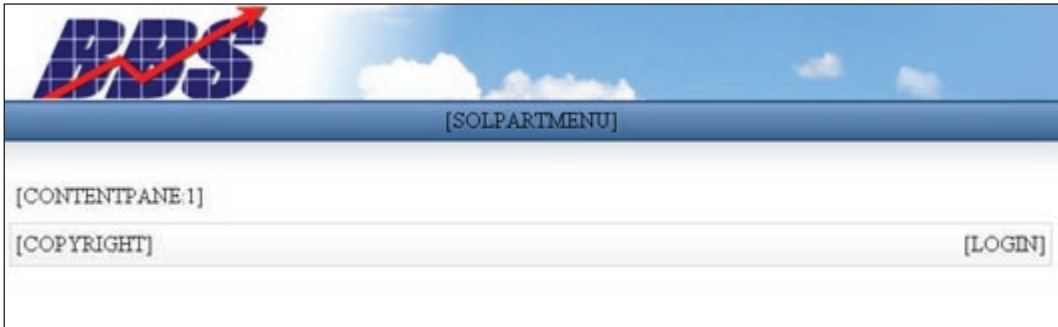 BBS
[SOLPARTMENU]
[CONTENTPANE:1]
[COPYRIGHT] [LOGIN]